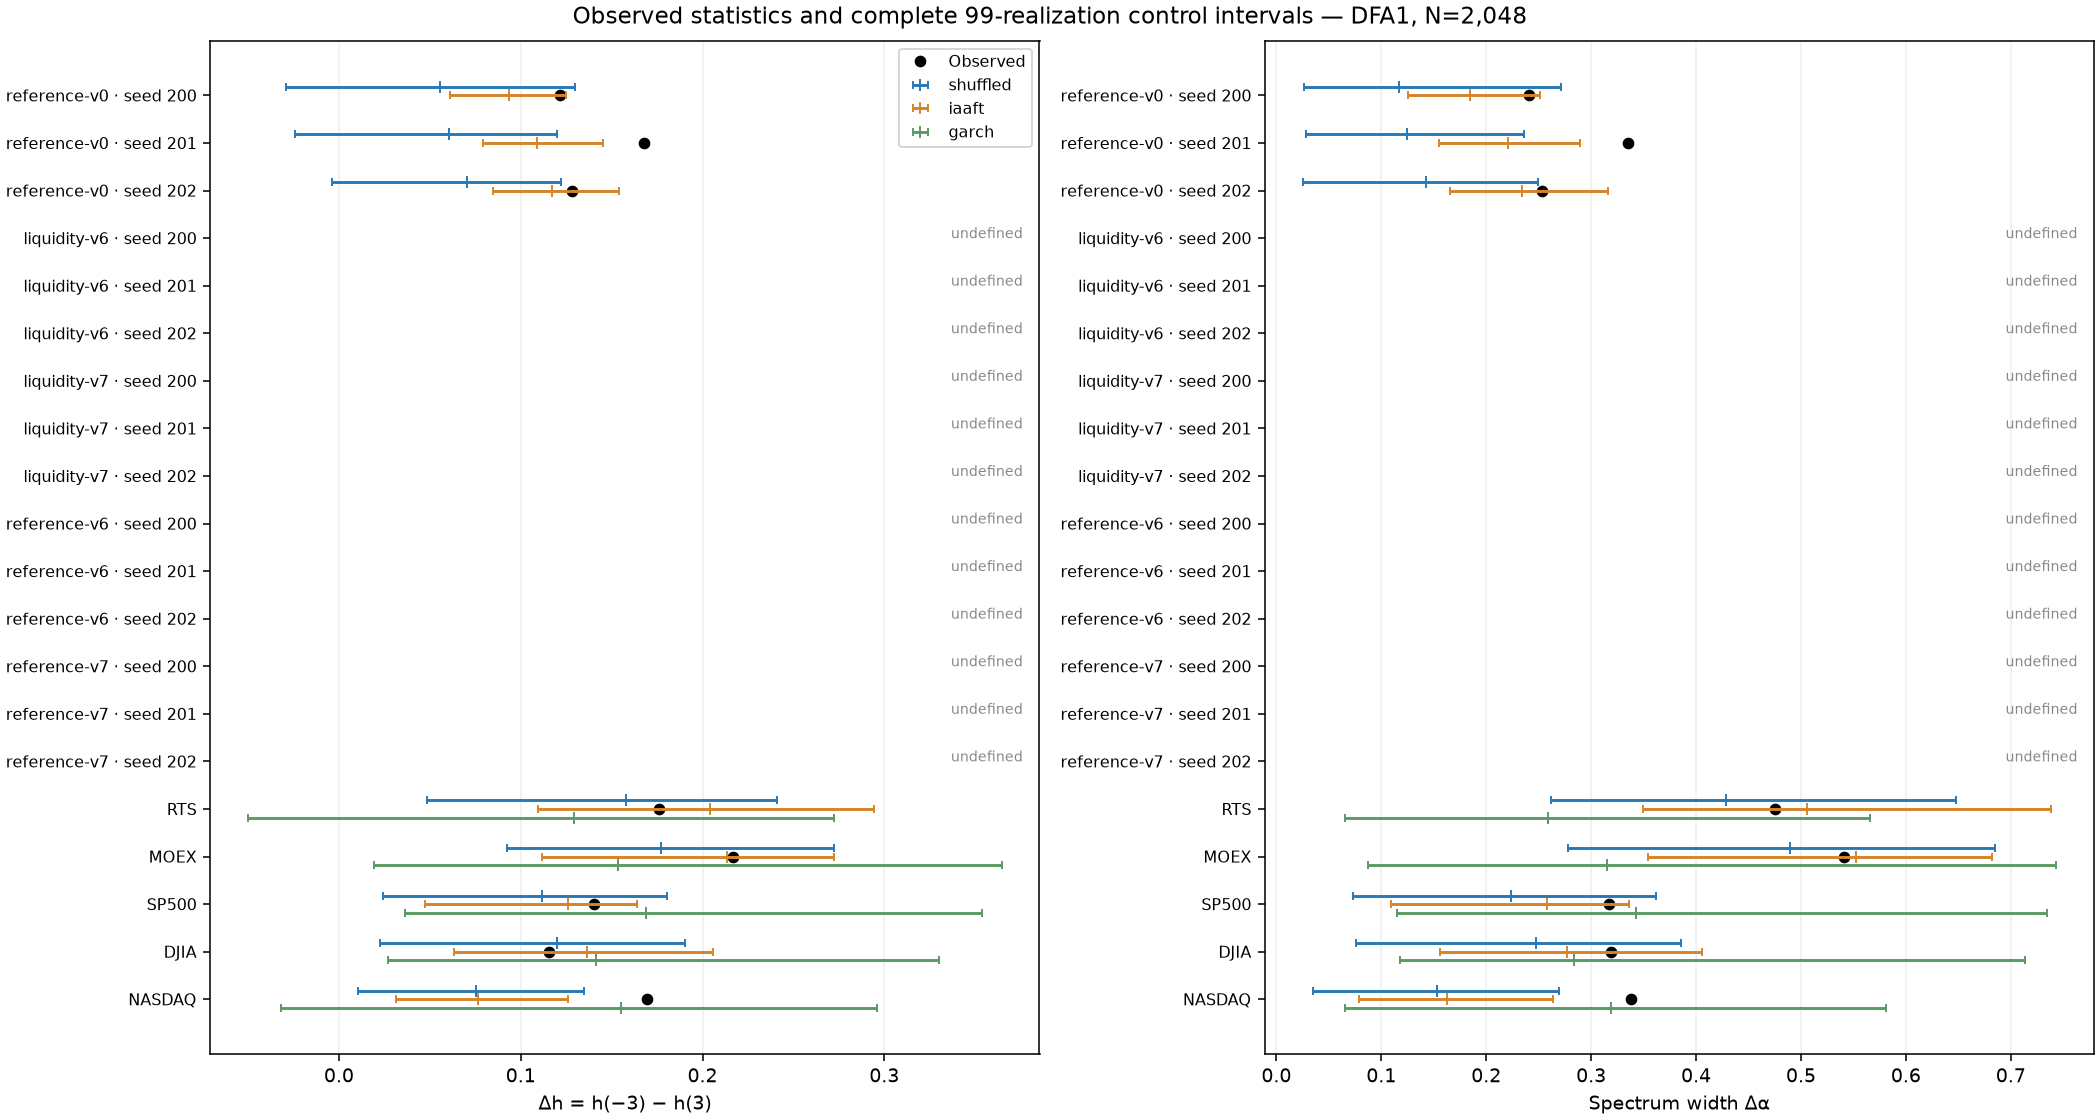 Observed statistics and complete 99-realization control intervals — DFA1, N=2,048
Observed
shuffled
iaaft
garch
reference-v0 · seed 200
reference-v0 · seed 201
reference-v0 · seed 202
liquidity-v6 · seed 200
undefined
liquidity-v6 · seed 201
undefined
liquidity-v6 · seed 202
undefined
liquidity-v7 · seed 200
undefined
liquidity-v7 · seed 201
undefined
liquidity-v7 · seed 202
undefined
reference-v6 · seed 200
undefined
reference-v6 · seed 201
undefined
reference-v6 · seed 202
undefined
reference-v7 · seed 200
undefined
reference-v7 · seed 201
undefined
reference-v7 · seed 202
undefined
RTS
MOEX
SP500
DJIA
NASDAQ
0.0 0.1 0.2 0.3
Δh = h(−3) − h(3)
reference-v0 · seed 200
reference-v0 · seed 201
reference-v0 · seed 202
liquidity-v6 · seed 200
undefined
liquidity-v6 · seed 201
undefined
liquidity-v6 · seed 202
undefined
liquidity-v7 · seed 200
undefined
liquidity-v7 · seed 201
undefined
liquidity-v7 · seed 202
undefined
reference-v6 · seed 200
undefined
reference-v6 · seed 201
undefined
reference-v6 · seed 202
undefined
reference-v7 · seed 200
undefined
reference-v7 · seed 201
undefined
reference-v7 · seed 202
undefined
RTS
MOEX
SP500
DJIA
NASDAQ
0.0 0.1 0.2 0.3 0.4 0.5 0.6 0.7
Spectrum width Δα